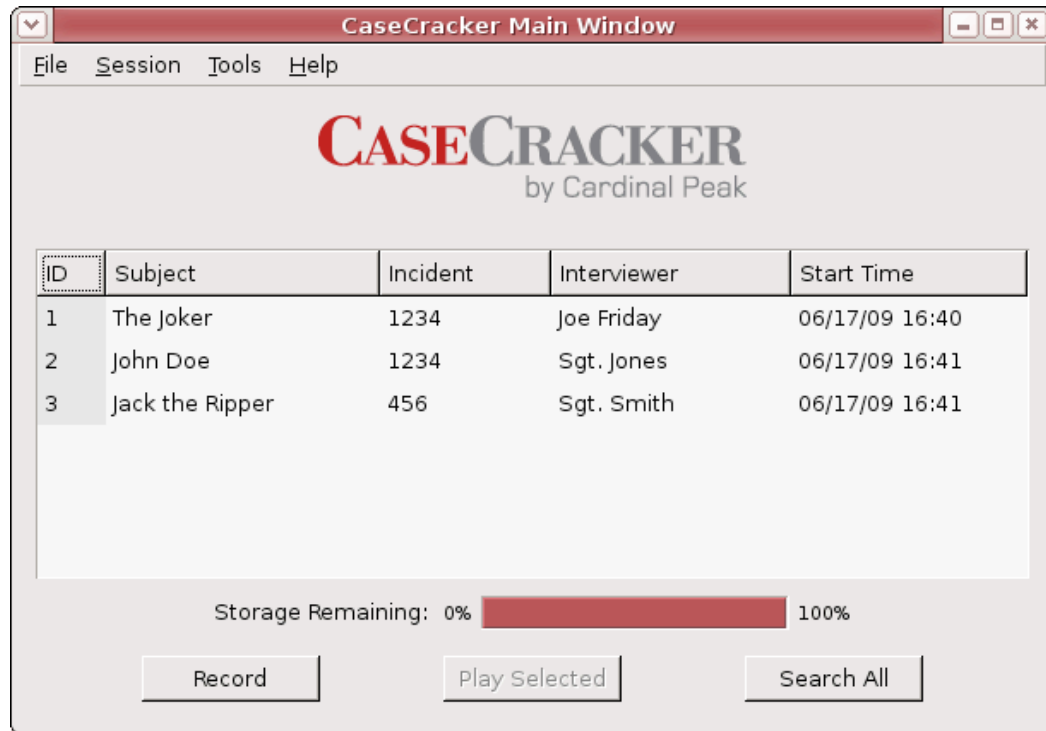 CaseCracker Main Window
File Session Tools Help
CASECRACKER
by Cardinal Peak
ID Subject Incident Interviewer Start Time
1 The Joker 1234 Joe Friday 06/17/09 16:40
2 John Doe 1234 Sgt. Jones 06/17/09 16:41
3 Jack the Ripper 456 Sgt. Smith 06/17/09 16:41
Storage Remaining: 0% 100%
Record Play Selected Search All